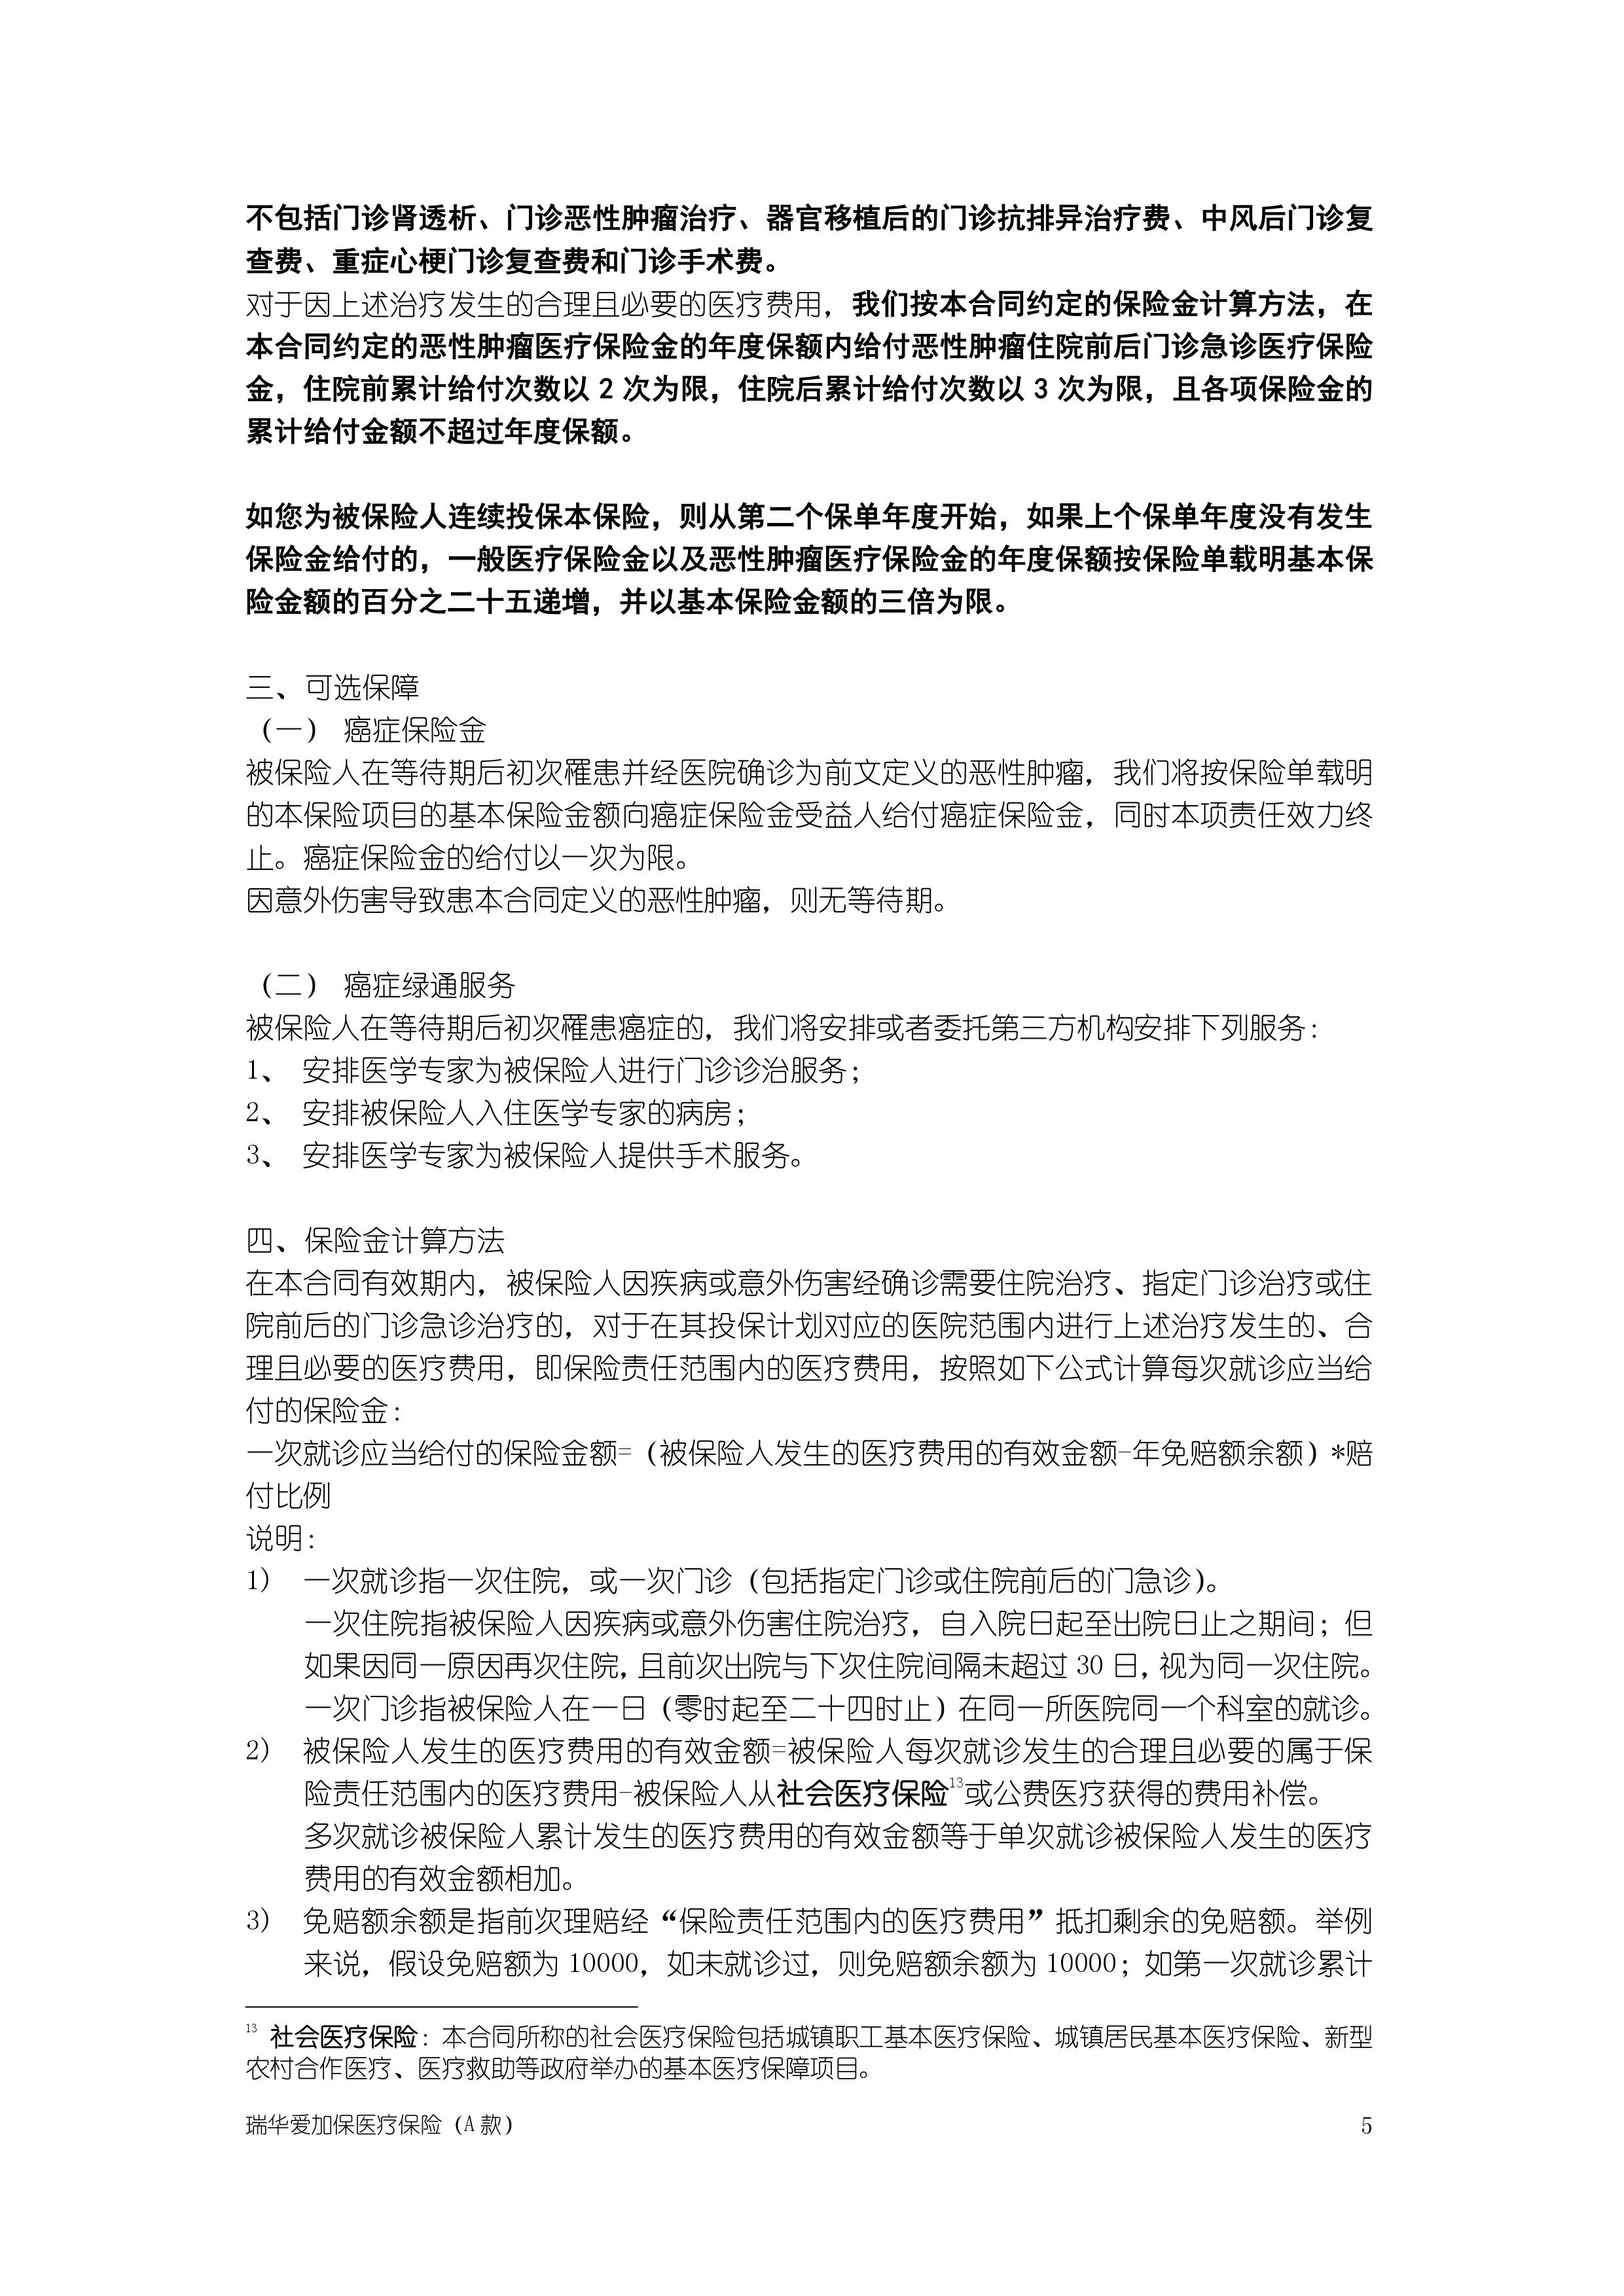 不包括门诊肾透析、门诊恶性肿瘤治疗、器官移植后的门诊抗排异治疗费、中风后门诊复
查费、重症心梗门诊复查费和门诊手术费。
对于因上述治疗发生的合理且必要的医疗费用，我们按本合同约定的保险金计算方法，在
本合同约定的恶性肿瘤医疗保险金的年度保额内给付恶性肿瘤住院前后门诊急诊医疗保险
金，住院前累计给付次数以 2 次为限，住院后累计给付次数以 3 次为限，且各项保险金的
累计给付金额不超过年度保额。
如您为被保险人连续投保本保险，则从第二个保单年度开始，如果上个保单年度没有发生
保险金给付的，一般医疗保险金以及恶性肿瘤医疗保险金的年度保额按保险单载明基本保
险金额的百分之二十五递增，并以基本保险金额的三倍为限。
三、可选保障
（一） 癌症保险金
被保险人在等待期后初次罹患并经医院确诊为前文定义的恶性肿瘤，我们将按保险单载明
的本保险项目的基本保险金额向癌症保险金受益人给付癌症保险金，同时本项责任效力终
止。癌症保险金的给付以一次为限。
因意外伤害导致患本合同定义的恶性肿瘤，则无等待期。
（二） 癌症绿通服务
被保险人在等待期后初次罹患癌症的，我们将安排或者委托第三方机构安排下列服务：
1、 安排医学专家为被保险人进行门诊诊治服务；
2、 安排被保险人入住医学专家的病房；
3、 安排医学专家为被保险人提供手术服务。
四、保险金计算方法
在本合同有效期内，被保险人因疾病或意外伤害经确诊需要住院治疗、指定门诊治疗或住
院前后的门诊急诊治疗的，对于在其投保计划对应的医院范围内进行上述治疗发生的、合
理且必要的医疗费用，即保险责任范围内的医疗费用，按照如下公式计算每次就诊应当给
付的保险金：
一次就诊应当给付的保险金额=（被保险人发生的医疗费用的有效金额-年免赔额余额）*赔
付比例
说明：
1） 一次就诊指一次住院，或一次门诊（包括指定门诊或住院前后的门急诊）。
一次住院指被保险人因疾病或意外伤害住院治疗，自入院日起至出院日止之期间；但
如果因同一原因再次住院，且前次出院与下次住院间隔未超过 30 日，视为同一次住院。
一次门诊指被保险人在一日（零时起至二十四时止）在同一所医院同一个科室的就诊。
2） 被保险人发生的医疗费用的有效金额=被保险人每次就诊发生的合理且必要的属于保
险责任范围内的医疗费用-被保险人从社会医疗保险13或公费医疗获得的费用补偿。
多次就诊被保险人累计发生的医疗费用的有效金额等于单次就诊被保险人发生的医疗
费用的有效金额相加。
3） 免赔额余额是指前次理赔经“保险责任范围内的医疗费用”抵扣剩余的免赔额。举例
来说，假设免赔额为 10000，如未就诊过，则免赔额余额为 10000；如第一次就诊累计
13 社会医疗保险：本合同所称的社会医疗保险包括城镇职工基本医疗保险、城镇居民基本医疗保险、新型
农村合作医疗、医疗救助等政府举办的基本医疗保障项目。
瑞华爱加保医疗保险（A 款） 5